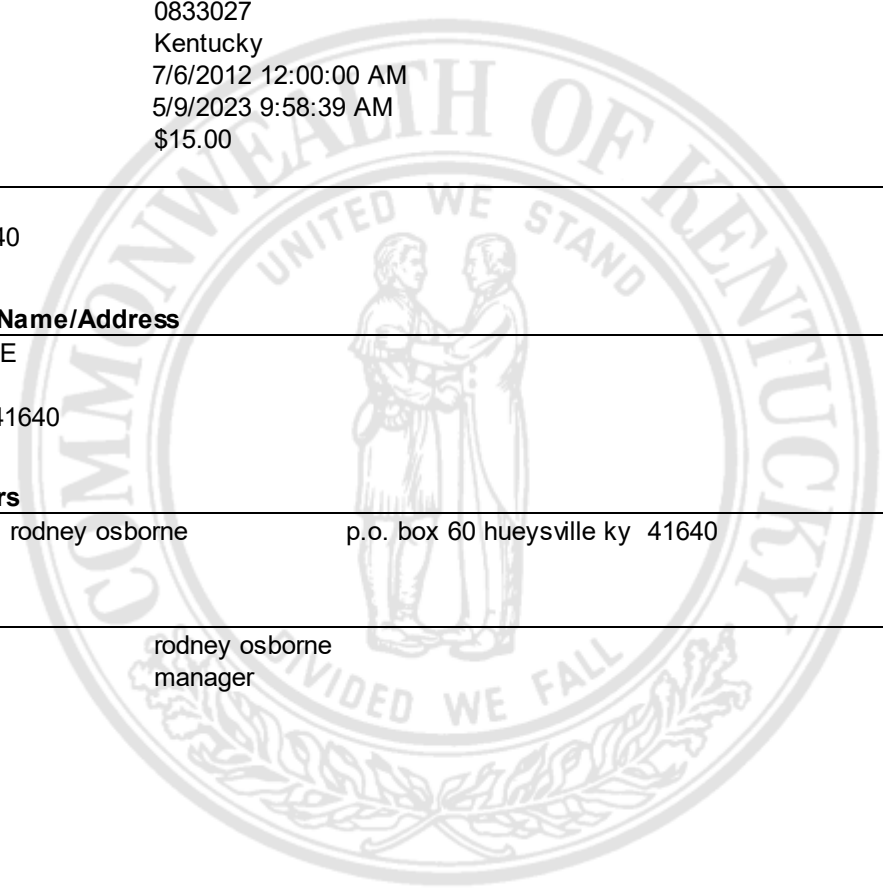 0833027
Kentucky
7/6/2012 12:00:00 AM
5/9/2023 9:58:39 AM
$15.00
40
Name/Address
E
41640
rs
rodney osborne p.o. box 60 hueysville ky 41640
rodney osborne
manager
COMMONWEALTH OF KENTUCKY
UNITED WE STAND
DIVIDED WE FALL